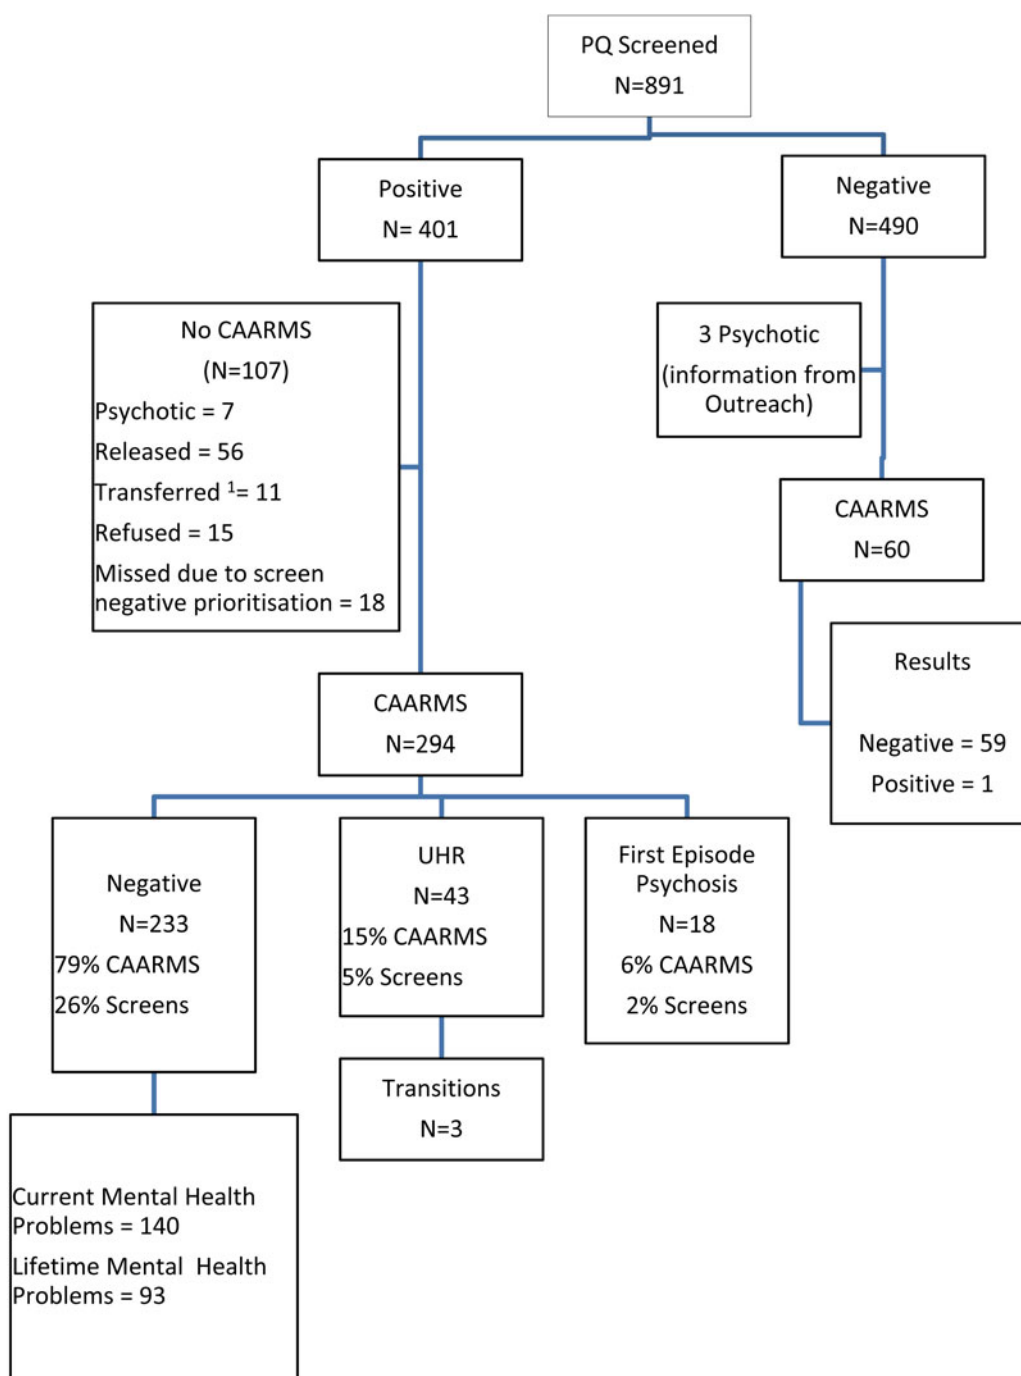 PQ Screened
N=891
Positive
N= 401
Negative
N=490
No CAARMS
(N=107)
Psychotic = 7
Released = 56
Transferred ¹= 11
Refused = 15
Missed due to screen
negative prioritisation = 18
3 Psychotic
(information from
Outreach)
CAARMS
N=60
Results
Negative = 59
Positive = 1
CAARMS
N=294
Negative
N=233
79% CAARMS
26% Screens
UHR
N=43
15% CAARMS
5% Screens
First Episode
Psychosis
N=18
6% CAARMS
2% Screens
Transitions
N=3
Current Mental Health
Problems = 140
Lifetime Mental  Health
Problems = 93